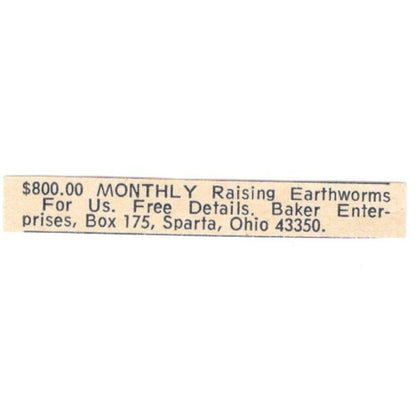 $800.00 MONTHLY Raising Earthworms
For Us. Free Details. Baker Enter-
prises, Box 175, Sparta, Ohio 43350.